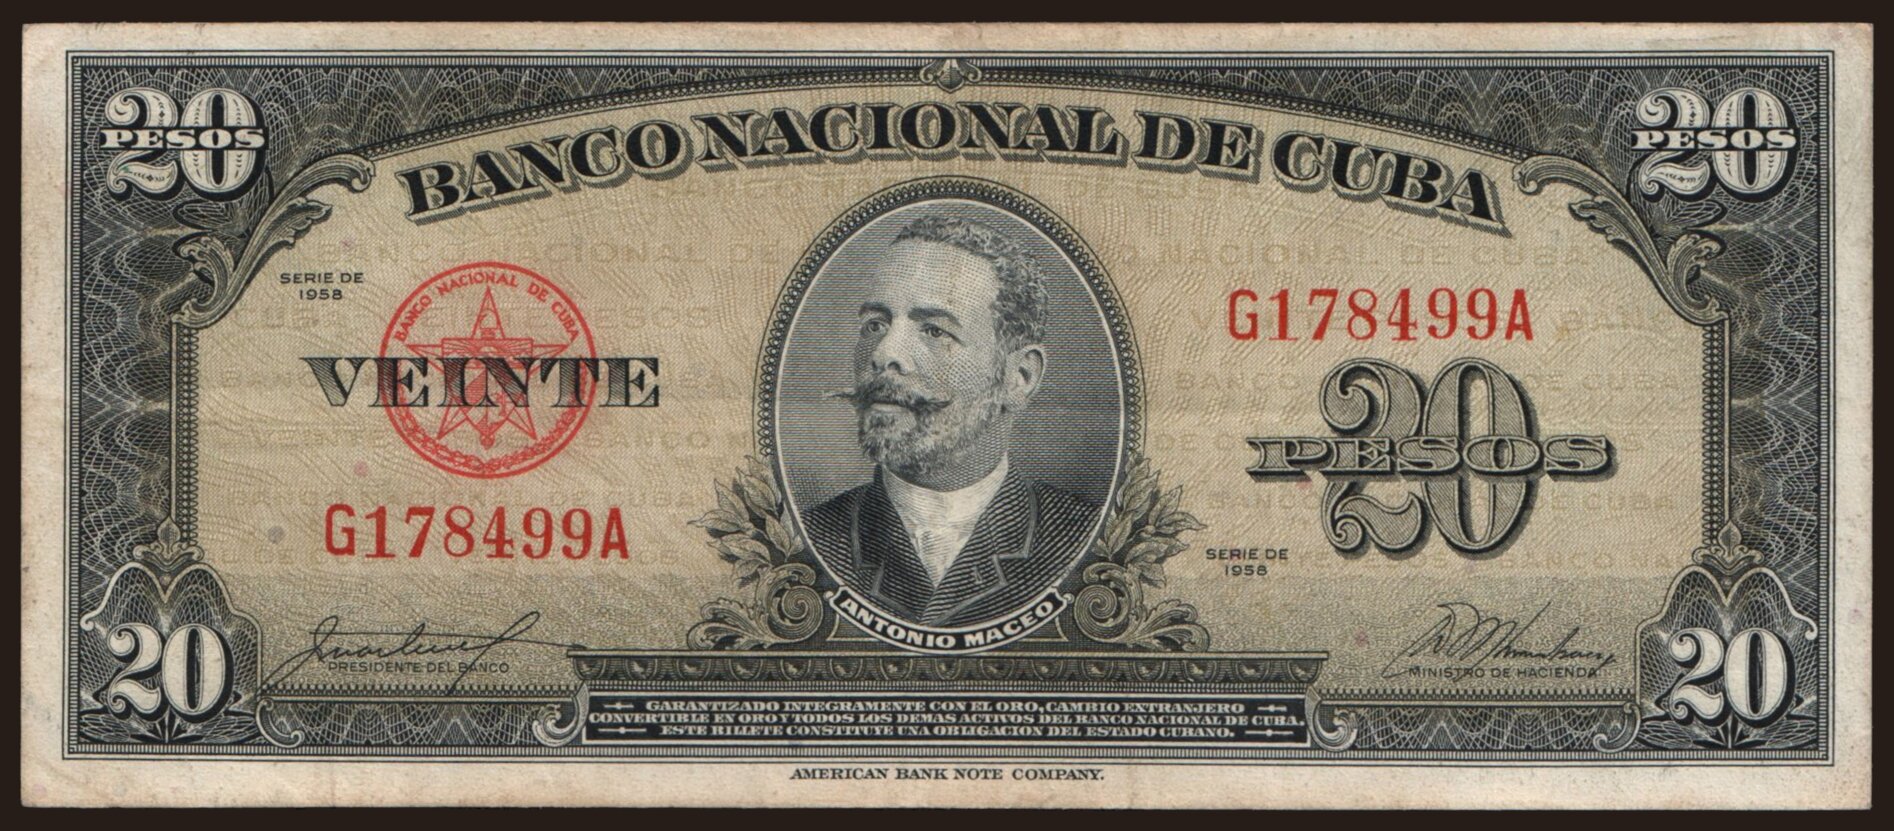 20 PESOS
20 PESOS
BANCO NACIONAL DE CUBA
SERIE DE
1958
BANCO NACIONAL DE CUBA
G178499A
VEINTE
20 PESOS
G178499A
SERIE DE
1958
ANTONIO MACEO
PRESIDENTE DEL BANCO
MINISTRO DE HACIENDA
20
20
GARANTIZADO INTEGRAMENTE CON EL ORO, CAMBIO EXTRANJERO
CONVERTIBLE EN ORO Y TODOS LOS DEMAS ACTIVOS DEL BANCO NACIONAL DE CUBA.
ESTE BILLETE CONSTITUYE UNA OBLIGACION DEL ESTADO CUBANO.
AMERICAN BANK NOTE COMPANY.